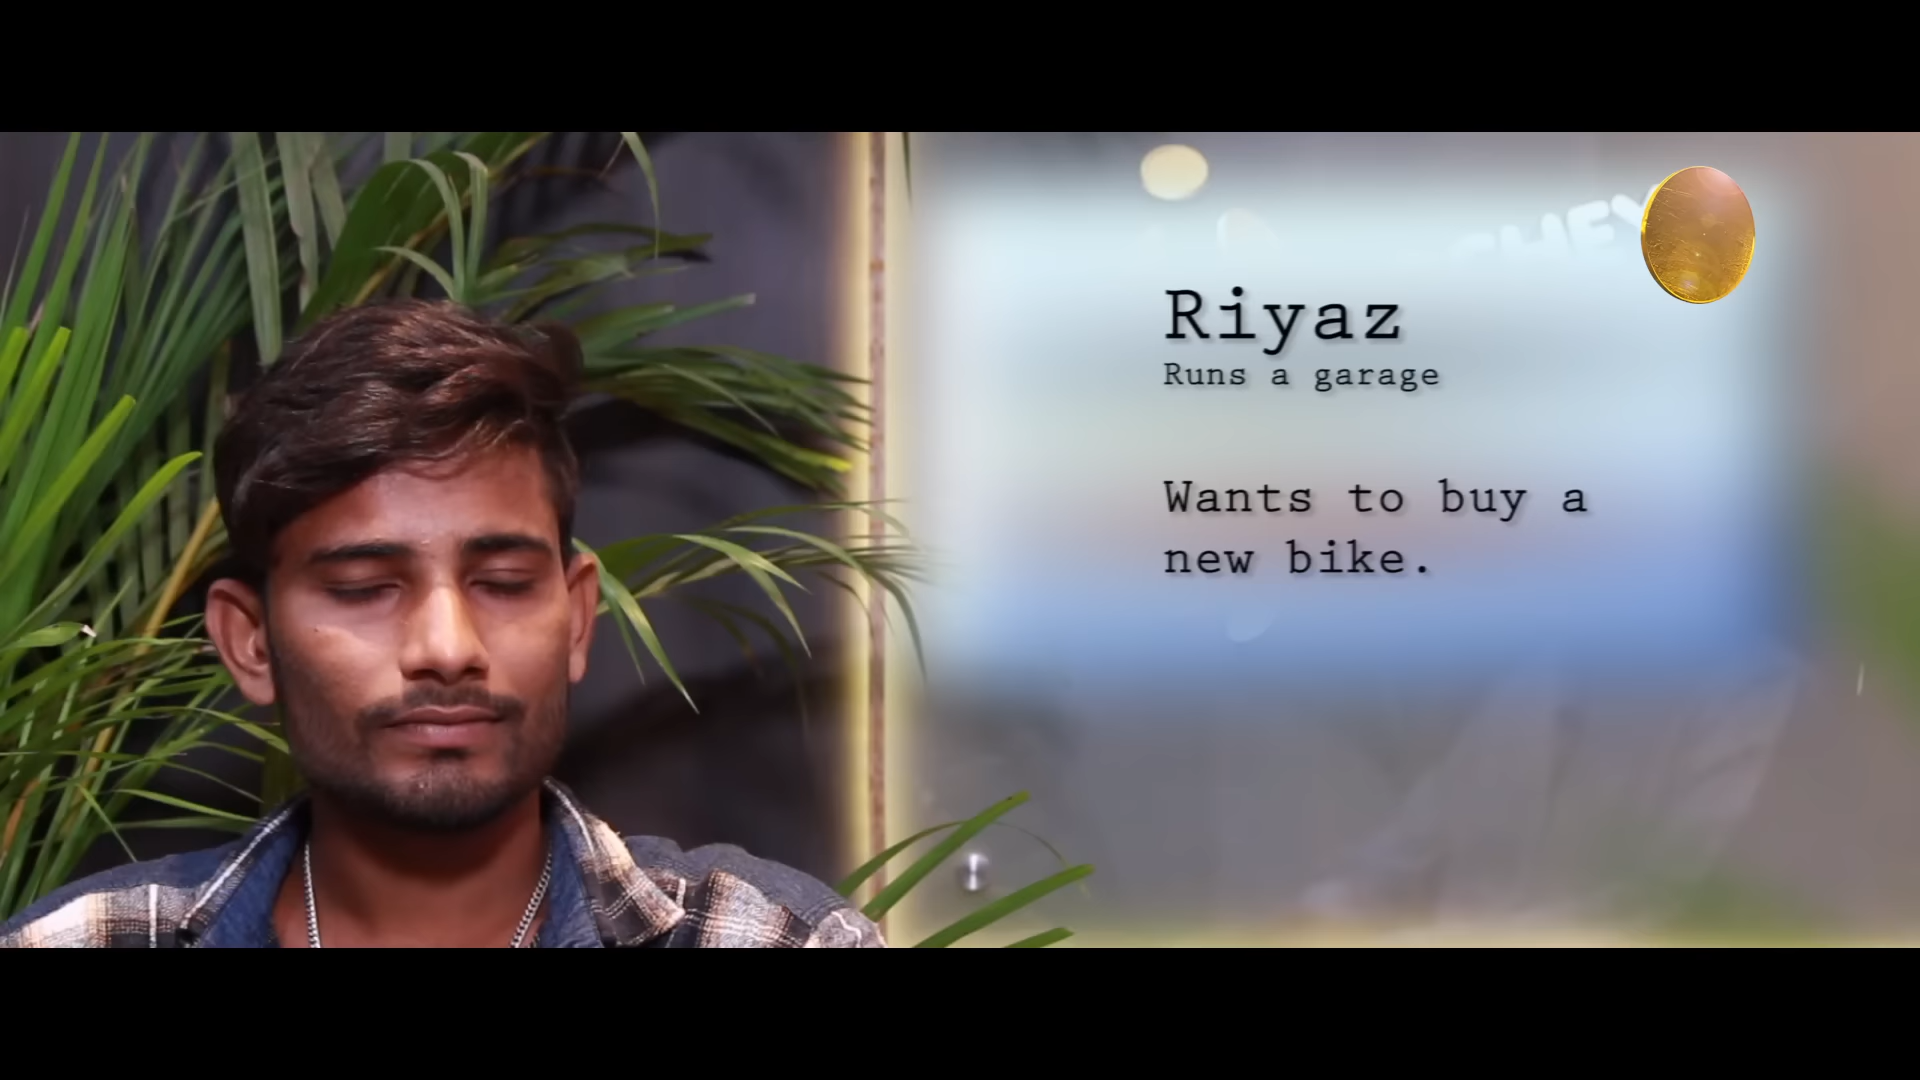 Riyaz
Runs a garage
Wants to buy a
new bike.